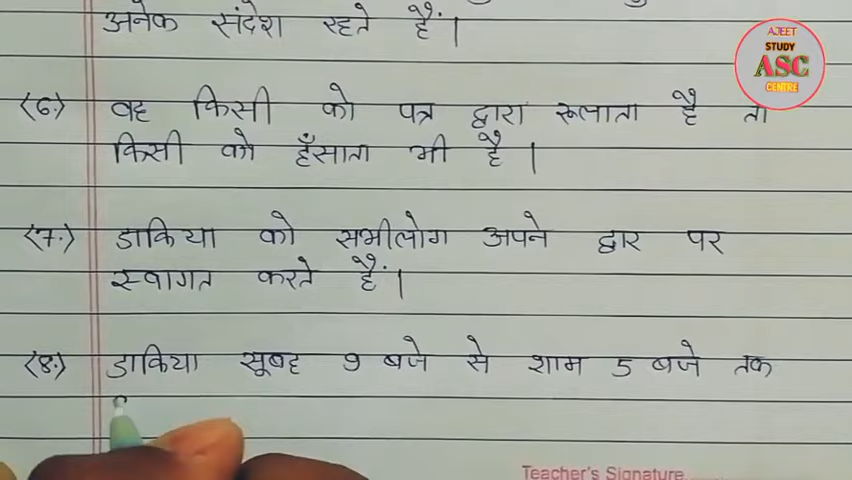 अनेक संदेश रहते हैं।
AJEET
STUDY
ASC
CENTRE
(6.) वह किसी को पत्र द्वारा रूलाता है
किसी को हँसाता भी है।
(7.) डाकिया को सभीलोग अपने द्वार पर
स्वागत करते हैं।
(8.) डाकिया सूबह 9 बजे से शाम 5 बजे तक
Teacher's Signature